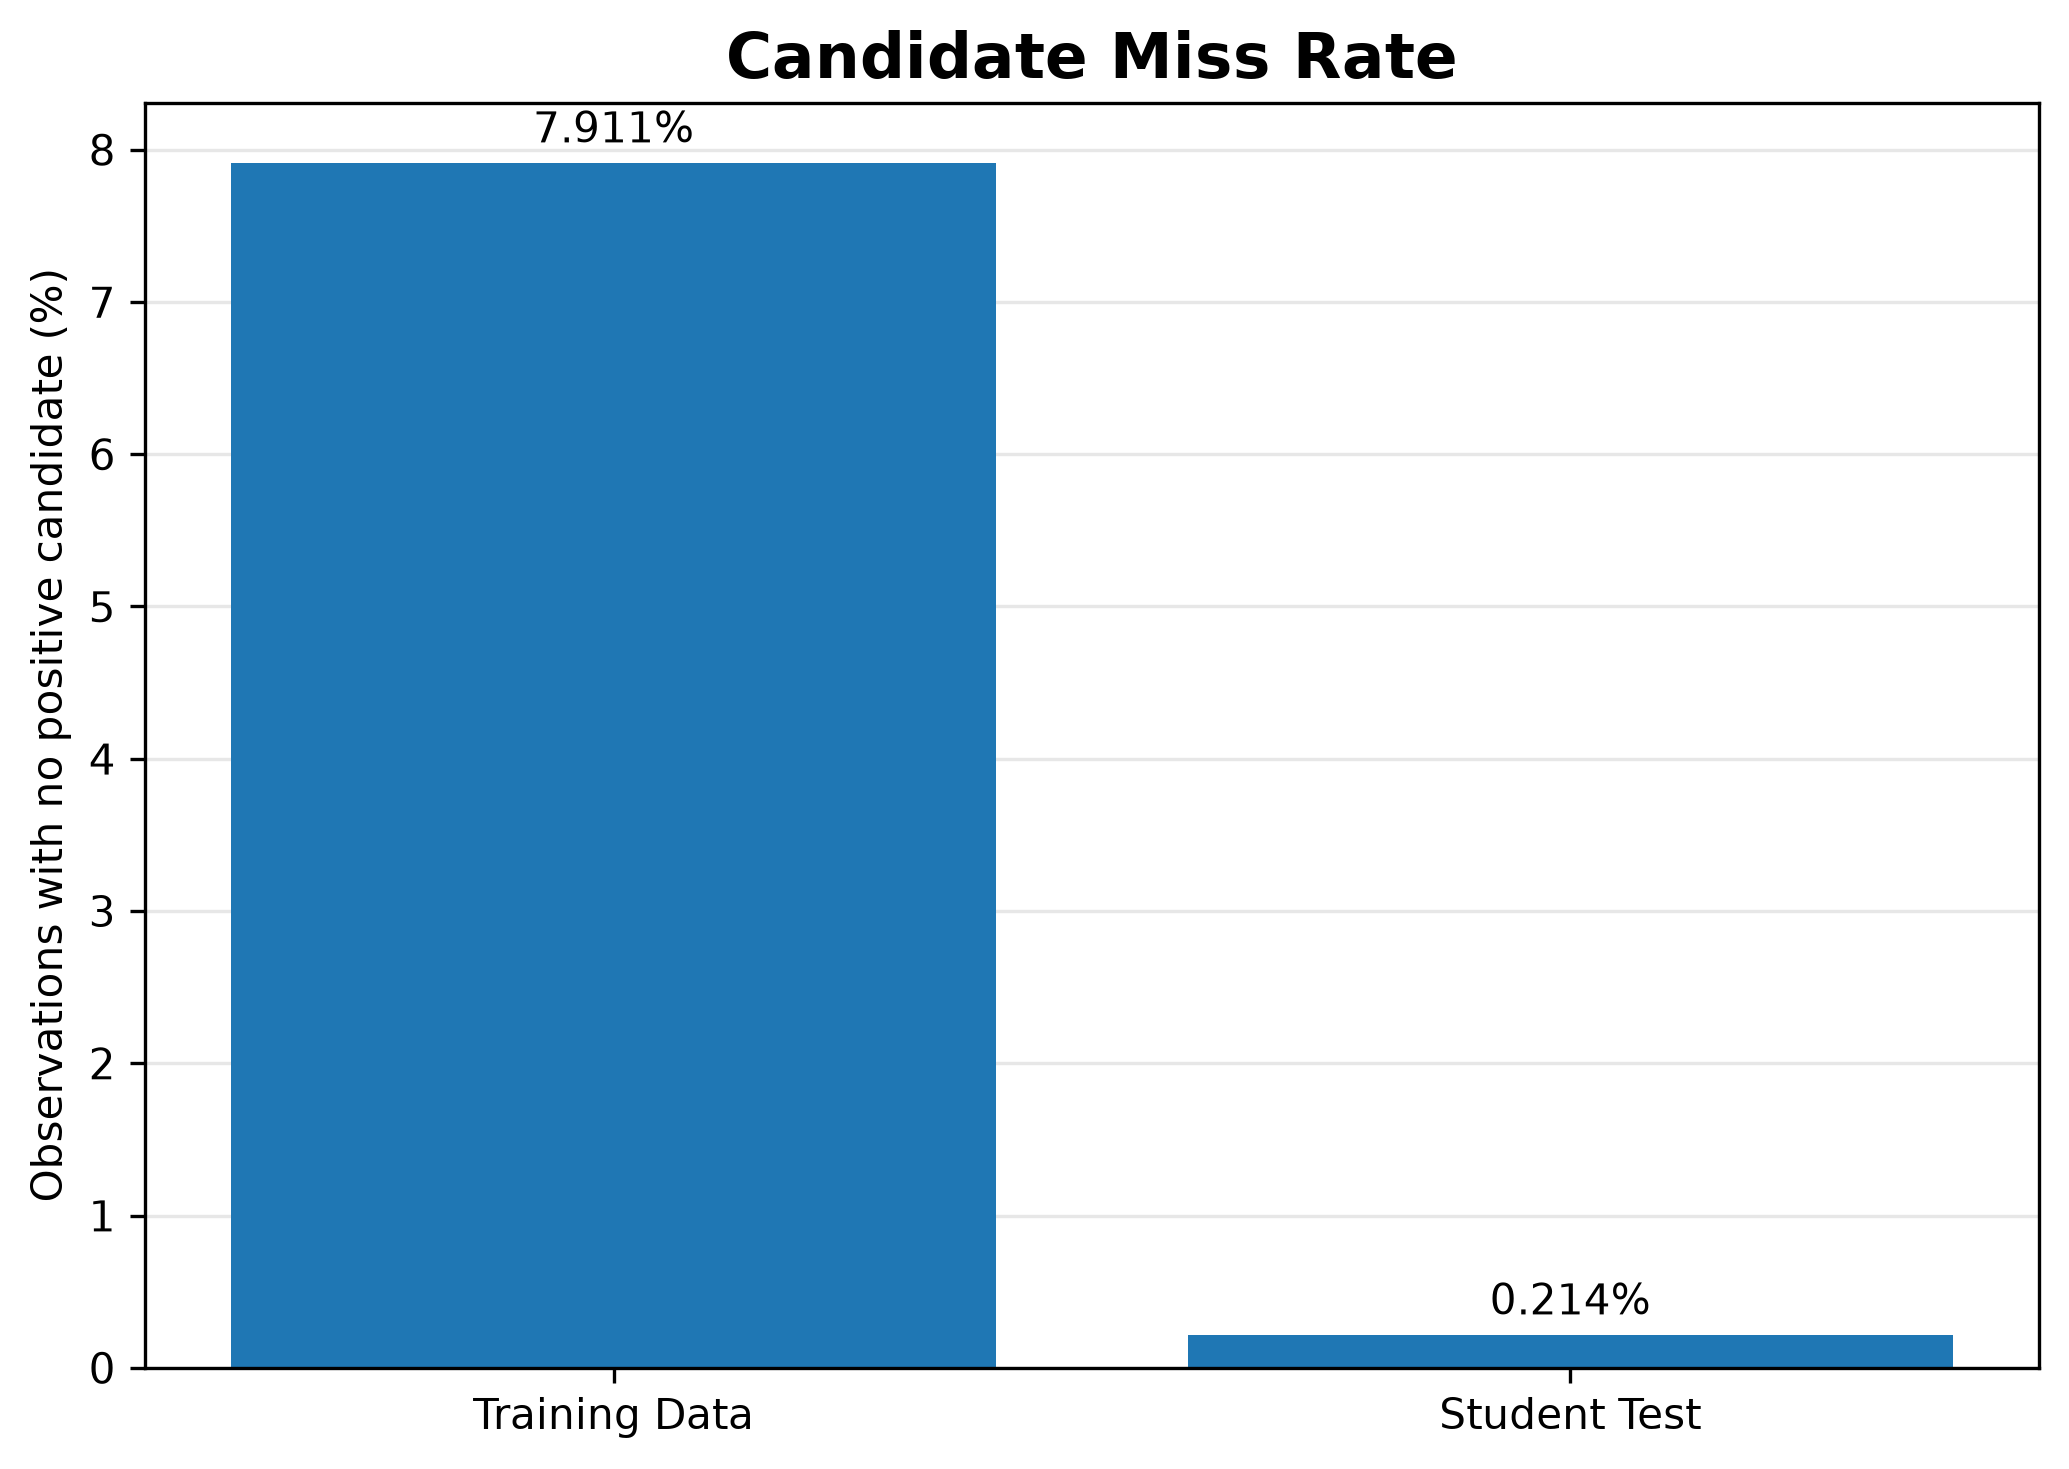 Candidate Miss Rate
7.911%
8
7
6
5
4
3
2
1
0
Observations with no positive candidate (%)
0.214%
Training Data
Student Test